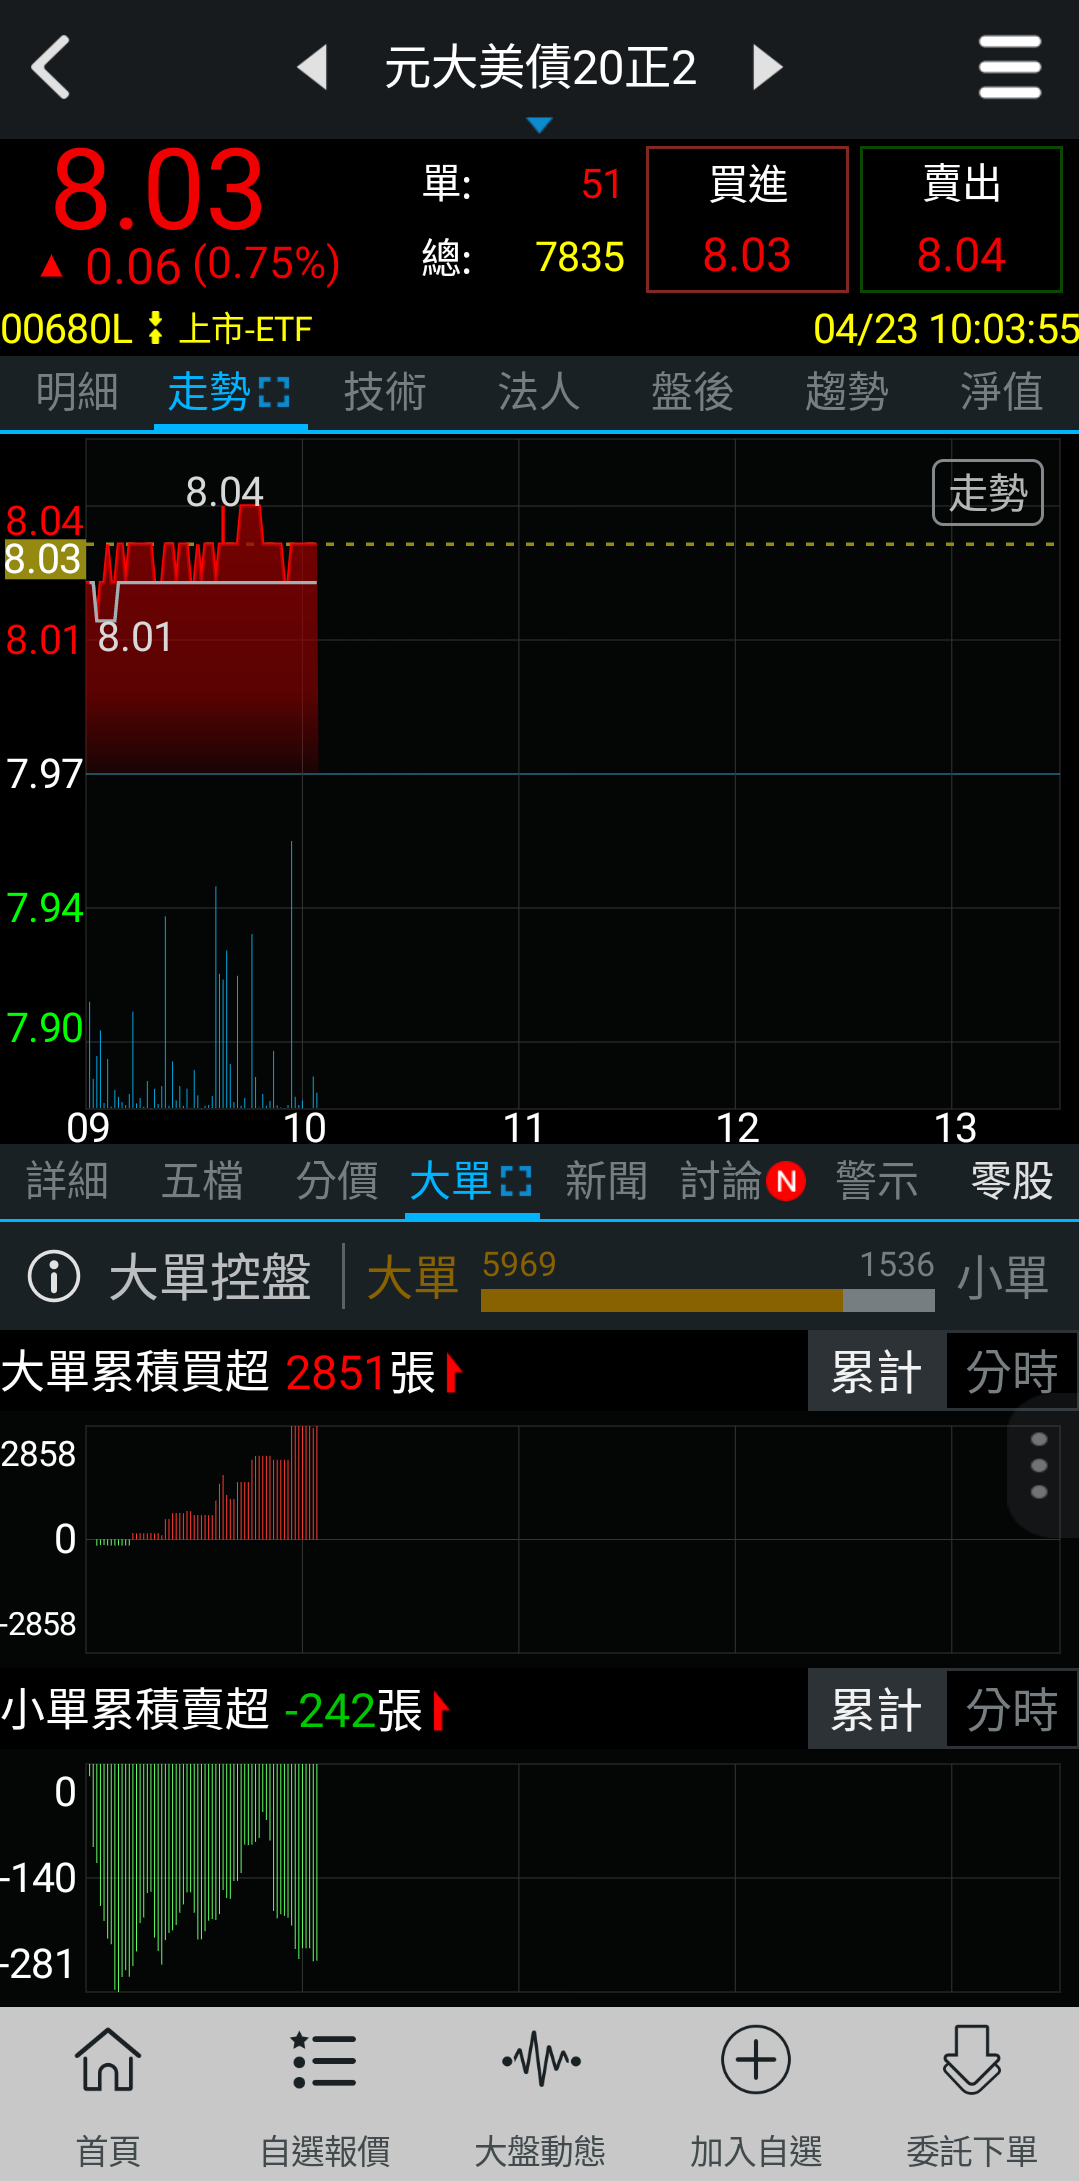 元大美債20正2
8.03
▲ 0.06 (0.75%)
單: 51
總: 7835
買進
8.03
賣出
8.04
00680L 上市-ETF 04/23 10:03:55
明細 走勢 技術 法人 盤後 趨勢 淨值
走勢
8.04
8.04
8.03
8.01
8.01
7.97
7.94
7.90
09 10 11 12 13
詳細 五檔 分價 大單 新聞 討論 N 警示 零股
大單控盤 大單 5969 1536 小單
大單累積買超 2851張 累計 分時
2858
0
-2858
小單累積賣超 -242張 累計 分時
0
-140
-281
首頁 自選報價 大盤動態 加入自選 委託下單